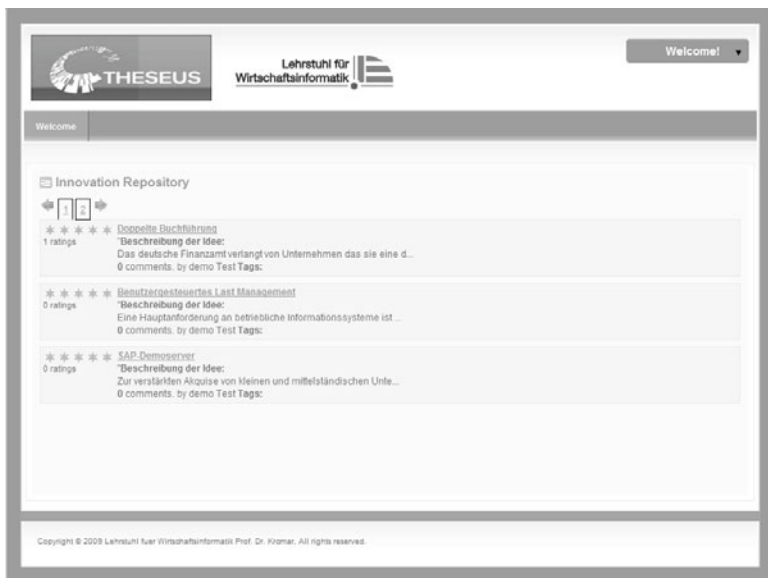 THESEUS
Lehrstuhl für
Wirtschaftsinformatik
Welcome!
Welcome
Innovation Repository
1 2
Doppelte Buchführung
1 ratings
"Beschreibung der Idee:
Das deutsche Finanzamt verlangt von Unternehmen das sie eine d...
0 comments. by demo Test Tags:
Benutzergesteuertes Last Management
0 ratings
"Beschreibung der Idee:
Eine Hauptanforderung an betriebliche Informationssysteme ist ...
0 comments. by demo Test Tags:
SAP-Demoserver
0 ratings
"Beschreibung der Idee:
Zur verstärkten Akquise von kleinen und mittelständischen Unte...
0 comments. by demo Test Tags:
Copyright © 2009 Lehrstuhl fuer Wirtschaftsinformatik Prof. Dr. Krcmar. All rights reserved.